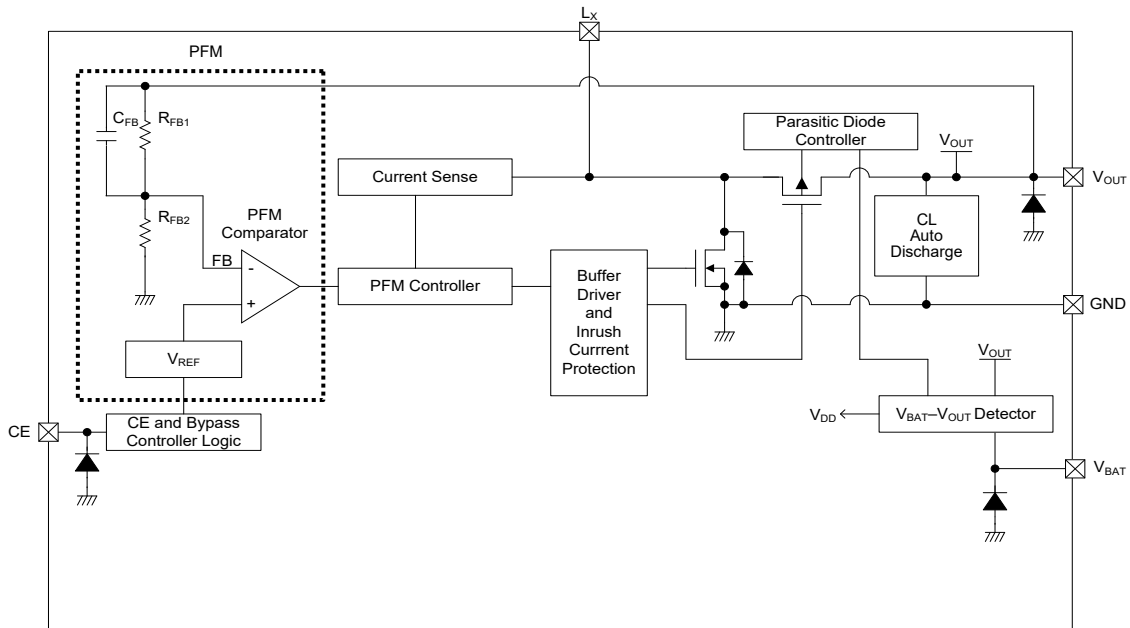 LX
PFM
CFB
RFB1
Parasitic Diode
Controller
VOUT
Current Sense
VOUT
RFB2
PFM
Comparator
CL
Auto
Discharge
FB
-
+
PFM Controller
Buffer
Driver
and
Inrush
Currrent
Protection
GND
VREF
VOUT
CE
CE and Bypass
Controller Logic
VDD
VBAT–VOUT Detector
VBAT